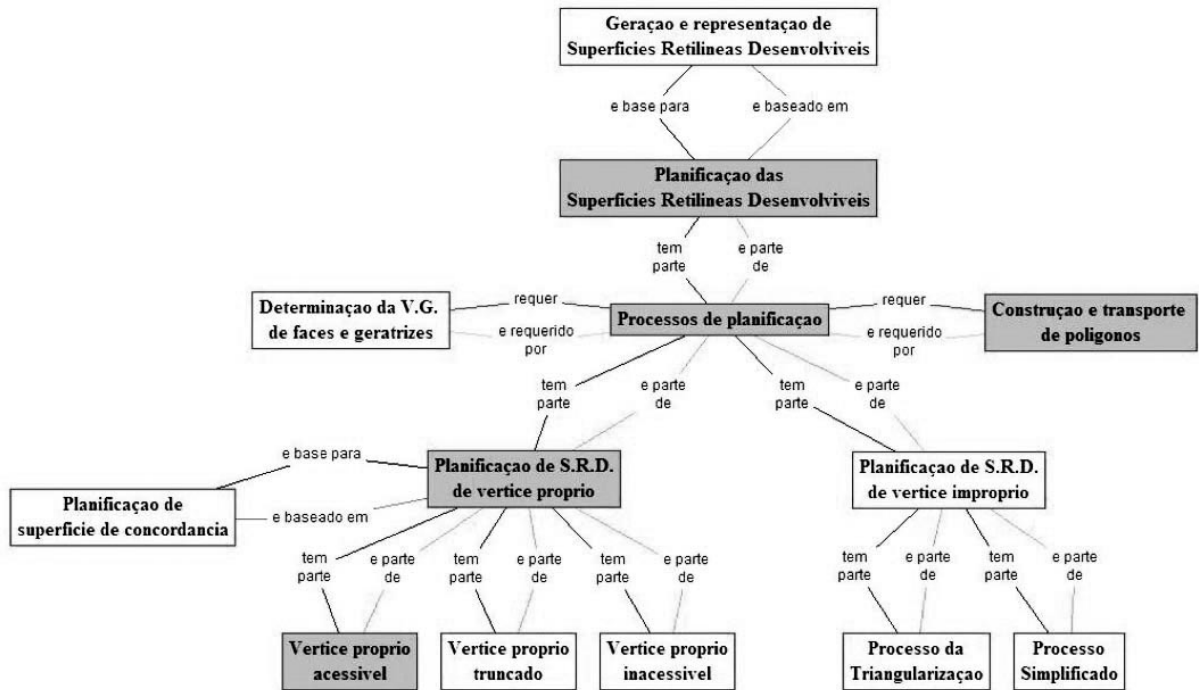 Geraçao e representaçao de
Superficies Retilineas Desenvolviveis
e base para
e baseado em
Planificaçao das
Superficies Retilineas Desenvolviveis
tem
parte
e parte
de
Determinaçao da V.G.
de faces e geratrizes
requer
e requerido
por
Processos de planificaçao
requer
e requerido
por
Construçao e transporte
de poligonos
tem
parte
e parte
de
tem
parte
e parte
de
Planificaçao de
superficie de concordancia
e base para
e baseado em
Planificaçao de S.R.D.
de vertice proprio
Planificaçao de S.R.D.
de vertice improprio
tem
parte
e parte
de
tem
parte
e parte
de
tem
parte
e parte
de
tem
parte
e parte
de
tem
parte
e parte
de
Vertice proprio
acessivel
Vertice proprio
truncado
Vertice proprio
inacessivel
Processo da
Triangularizaçao
Processo
Simplificado